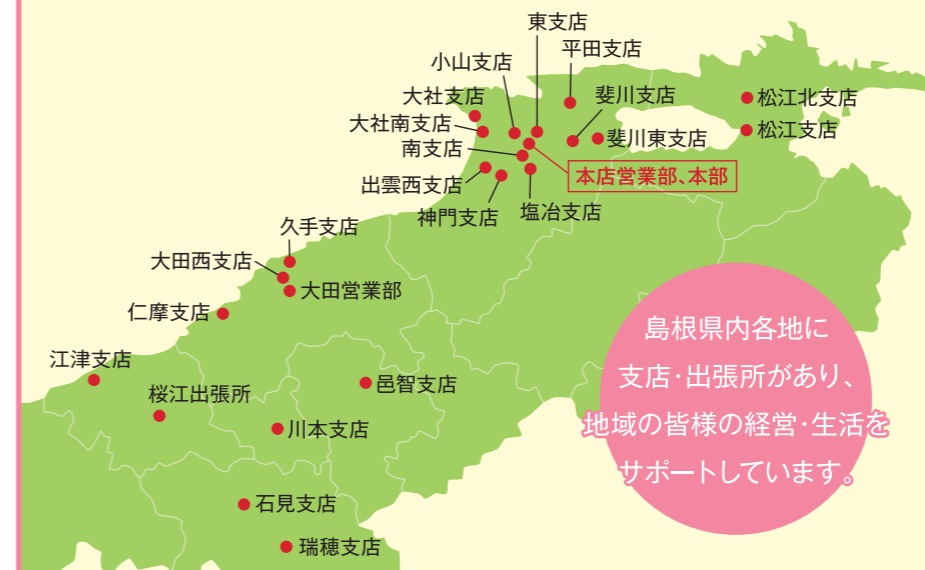 東支店
平田支店
小山支店
大社支店
斐川支店
松江北支店
大社南支店
松江支店
南支店
斐川東支店
本店営業部、本部
出雲西支店
神門支店
塩冶支店
久手支店
大田西支店
大田営業部
仁摩支店
江津支店
桜江出張所
邑智支店
川本支店
石見支店
瑞穂支店
島根県内各地に
支店・出張所があり、
地域の皆様の経営・生活を
サポートしています。